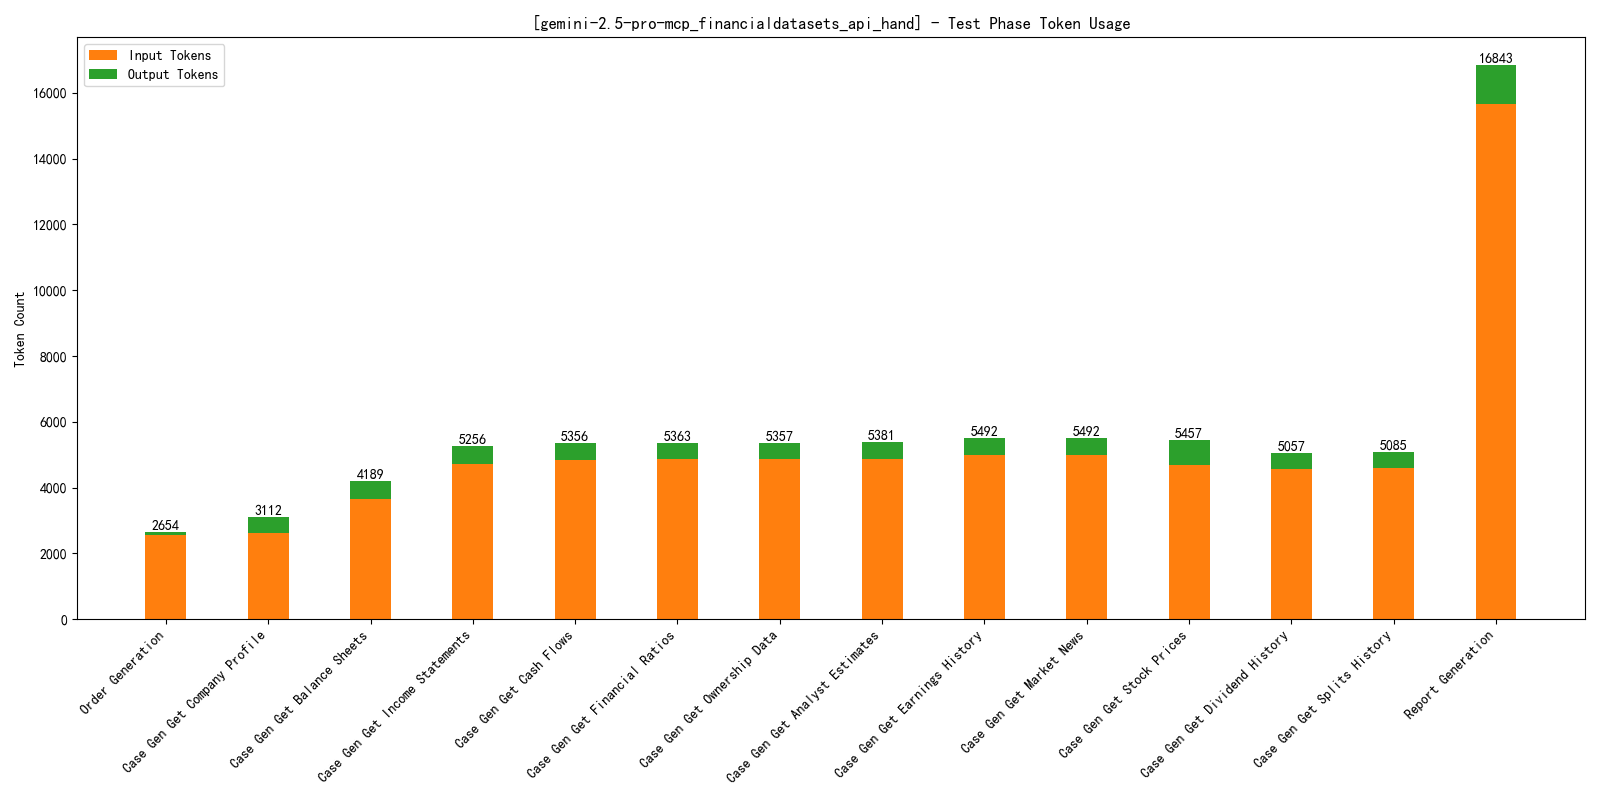 [gemini-2.5-pro-mcp_financialdatasets_api_hand] - Test Phase Token Usage
Input Tokens
Output Tokens
Token Count
16000
14000
12000
10000
8000
6000
4000
2000
0
2654
3112
4189
5256
5356
5363
5357
5381
5492
5492
5457
5057
5085
16843
Order Generation
Case Gen Get Company Profile
Case Gen Get Balance Sheets
Case Gen Get Income Statements
Case Gen Get Cash Flows
Case Gen Get Financial Ratios
Case Gen Get Ownership Data
Case Gen Get Analyst Estimates
Case Gen Get Earnings History
Case Gen Get Market News
Case Gen Get Stock Prices
Case Gen Get Dividend History
Case Gen Get Splits History
Report Generation